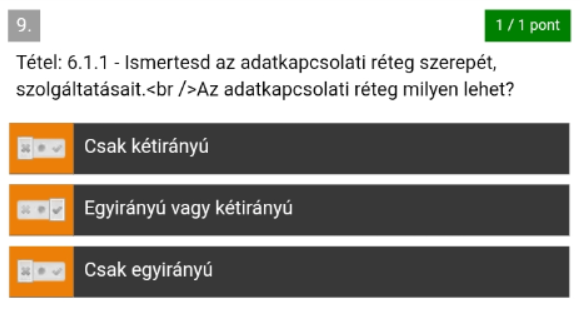 9.
1 / 1 pont
Tétel: 6.1.1 - Ismertesd az adatkapcsolati réteg szerepét,
szolgáltatásait.<br />Az adatkapcsolati réteg milyen lehet?
Csak kétirányú
Egyirányú vagy kétirányú
Csak egyirányú